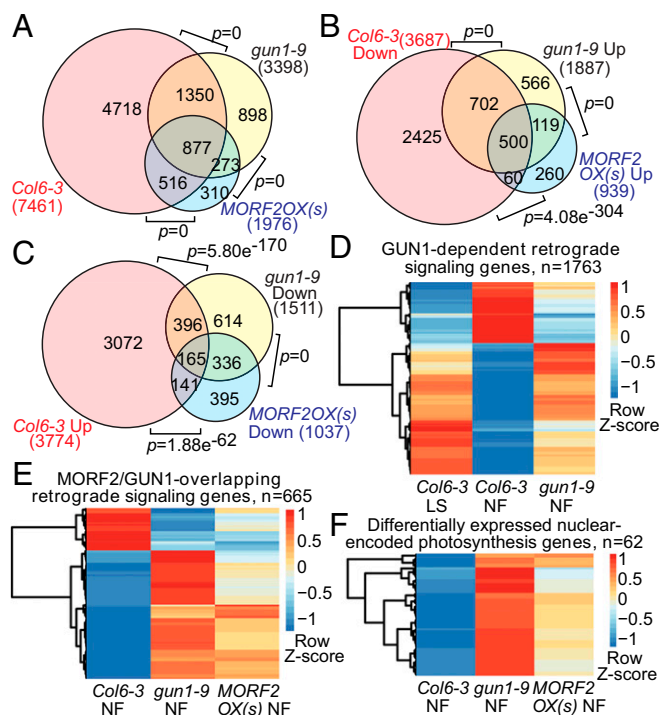 A
p=0
gun1-9
(3398)
4718
1350
898
877
273
516
310
Col6-3
(7461)
p=0
MORF2OX(s)
(1976)
p=0
B
Col6-3 (3687)
Down
p=0
gun1-9 Up
(1887)
566
702
p=0
2425
119
500
60
260
MORF2
OX(s) Up
(939)
p=4.08e-304
C
p=5.80e-170
gun1-9
Down
(1511)
396
614
3072
165
336
p=0
141
395
Col6-3 Up
(3774)
p=1.88e-62
MORF2OX(s)
Down (1037)
D
GUN1-dependent retrograde
signaling genes, n=1763
1
0.5
0
−1
Row
Z-score
Col6-3
LS
Col6-3
NF
gun1-9
NF
E
MORF2/GUN1-overlapping
retrograde signaling genes, n=665
1
0.5
0
−1
Row
Z-score
Col6-3
NF
gun1-9
NF
MORF2
OX(s) NF
F
Differentially expressed nuclear-
encoded photosynthesis genes, n=62
1
0.5
0
−1
Row
Z-score
Col6-3
NF
gun1-9
NF
MORF2
OX(s) NF